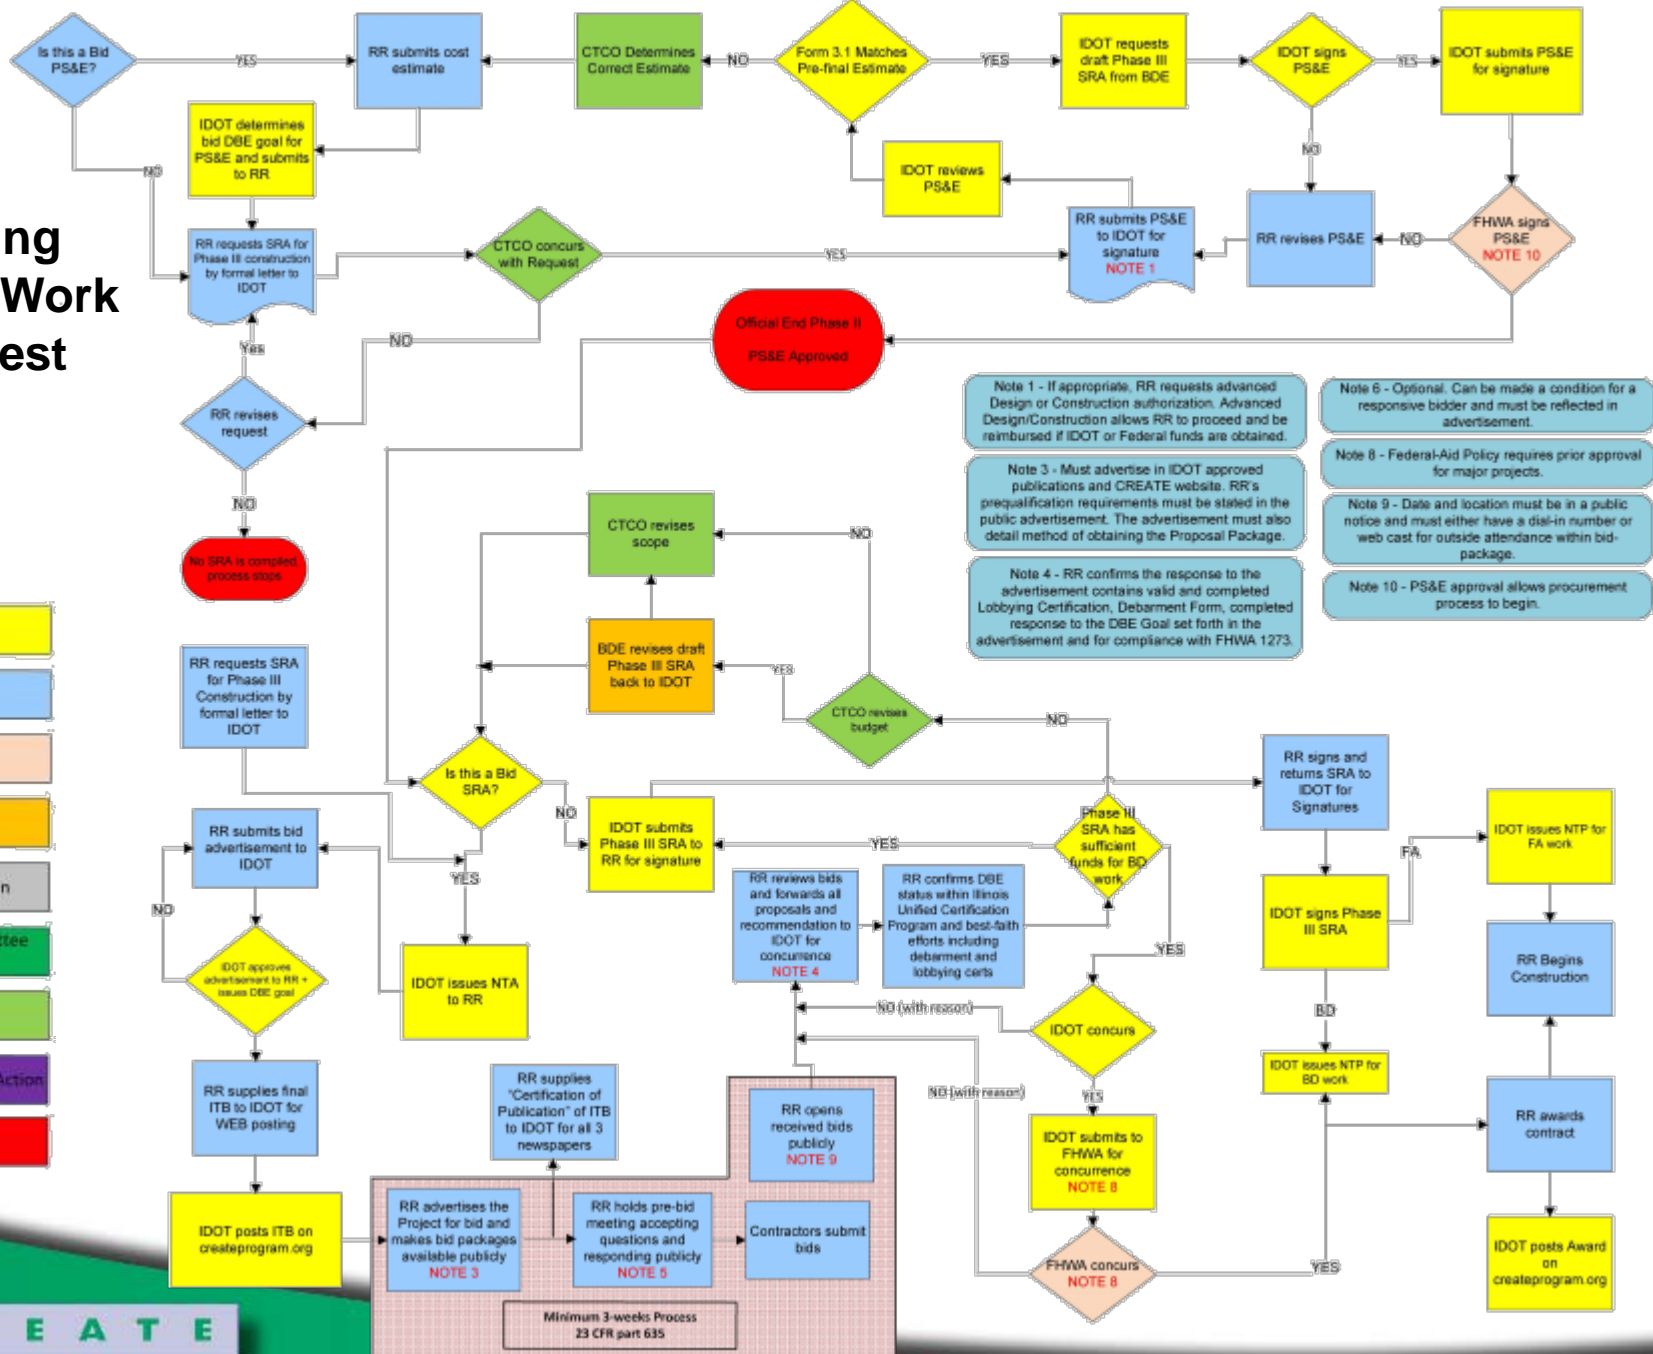 Is this a Bid
PS&E?
YES
RR submits cost
estimate
CTCO Determines
Correct Estimate
NO
Form 3.1 Matches
Pre-final Estimate
YES
IDOT requests
draft Phase III
SRA from BDE
IDOT signs
PS&E
YES
IDOT submits PS&E
for signature
IDOT determines
bid DBE goal for
PS&E and submits
to RR
NO
NO
IDOT reviews
PS&E
RR requests SRA for
Phase III construction
by formal letter to
IDOT
CTCO concurs
with Request
YES
RR submits PS&E
to IDOT for
signature
NOTE 1
RR revises PS&E
NO
FHWA signs
PS&E
NOTE 10
ng
Work
est
Yes
NO
Official End Phase II
PS&E Approved
RR revises
request
NO
No SRA is complied,
process stops
Note 1 - If appropriate, RR requests advanced
Design or Construction authorization. Advanced
Design/Construction allows RR to proceed and be
reimbursed if IDOT or Federal funds are obtained.
Note 3 - Must advertise in IDOT approved
publications and CREATE website. RR's
prequalification requirements must be stated in the
public advertisement. The advertisement must also
detail method of obtaining the Proposal Package.
Note 4 - RR confirms the response to the
advertisement contains valid and completed
Lobbying Certification, Debarment Form, completed
response to the DBE Goal set forth in the
advertisement and for compliance with FHWA 1273.
Note 6 - Optional. Can be made a condition for a
responsive bidder and must be reflected in
advertisement.
Note 8 - Federal-Aid Policy requires prior approval
for major projects.
Note 9 - Date and location must be in a public
notice and must either have a dial-in number or
web cast for outside attendance within bid-
package.
Note 10 - PS&E approval allows procurement
process to begin.
CTCO revises
scope
NO
BDE revises draft
Phase III SRA
back to IDOT
YES
CTCO revises
budget
NO
RR requests SRA
for Phase III
Construction by
formal letter to
IDOT
Is this a Bid
SRA?
NO
YES
IDOT submits
Phase III SRA to
RR for signature
YES
Phase III
SRA has
sufficient
funds for BD
work
YES
RR signs and
returns SRA to
IDOT for
Signatures
FA
IDOT issues NTP for
FA work
RR submits bid
advertisement to
IDOT
NO
IDOT approves
advertisement to RR +
issues DBE goal
IDOT issues NTA
to RR
RR reviews bids
and forwards all
proposals and
recommendation to
IDOT for
concurrence
NOTE 4
RR confirms DBE
status within Illinois
Unified Certification
Program and best-faith
efforts including
debarment and
lobbying certs
IDOT signs Phase
III SRA
BD
RR Begins
Construction
NO (with reason)
IDOT concurs
YES
NO (with reason)
IDOT issues NTP for
BD work
RR supplies final
ITB to IDOT for
WEB posting
RR supplies
"Certification of
Publication" of ITB
to IDOT for all 3
newspapers
RR opens
received bids
publicly
NOTE 9
IDOT submits to
FHWA for
concurrence
NOTE 8
RR awards
contract
IDOT posts ITB on
createprogram.org
RR advertises the
Project for bid and
makes bid packages
available publicly
NOTE 3
RR holds pre-bid
meeting accepting
questions and
responding publicly
NOTE 5
Contractors submit
bids
FHWA concurs
NOTE 8
YES
IDOT posts Award
on
createprogram.org
Minimum 3-weeks Process
23 CFR part 635
n
ttee
Action
E A T E